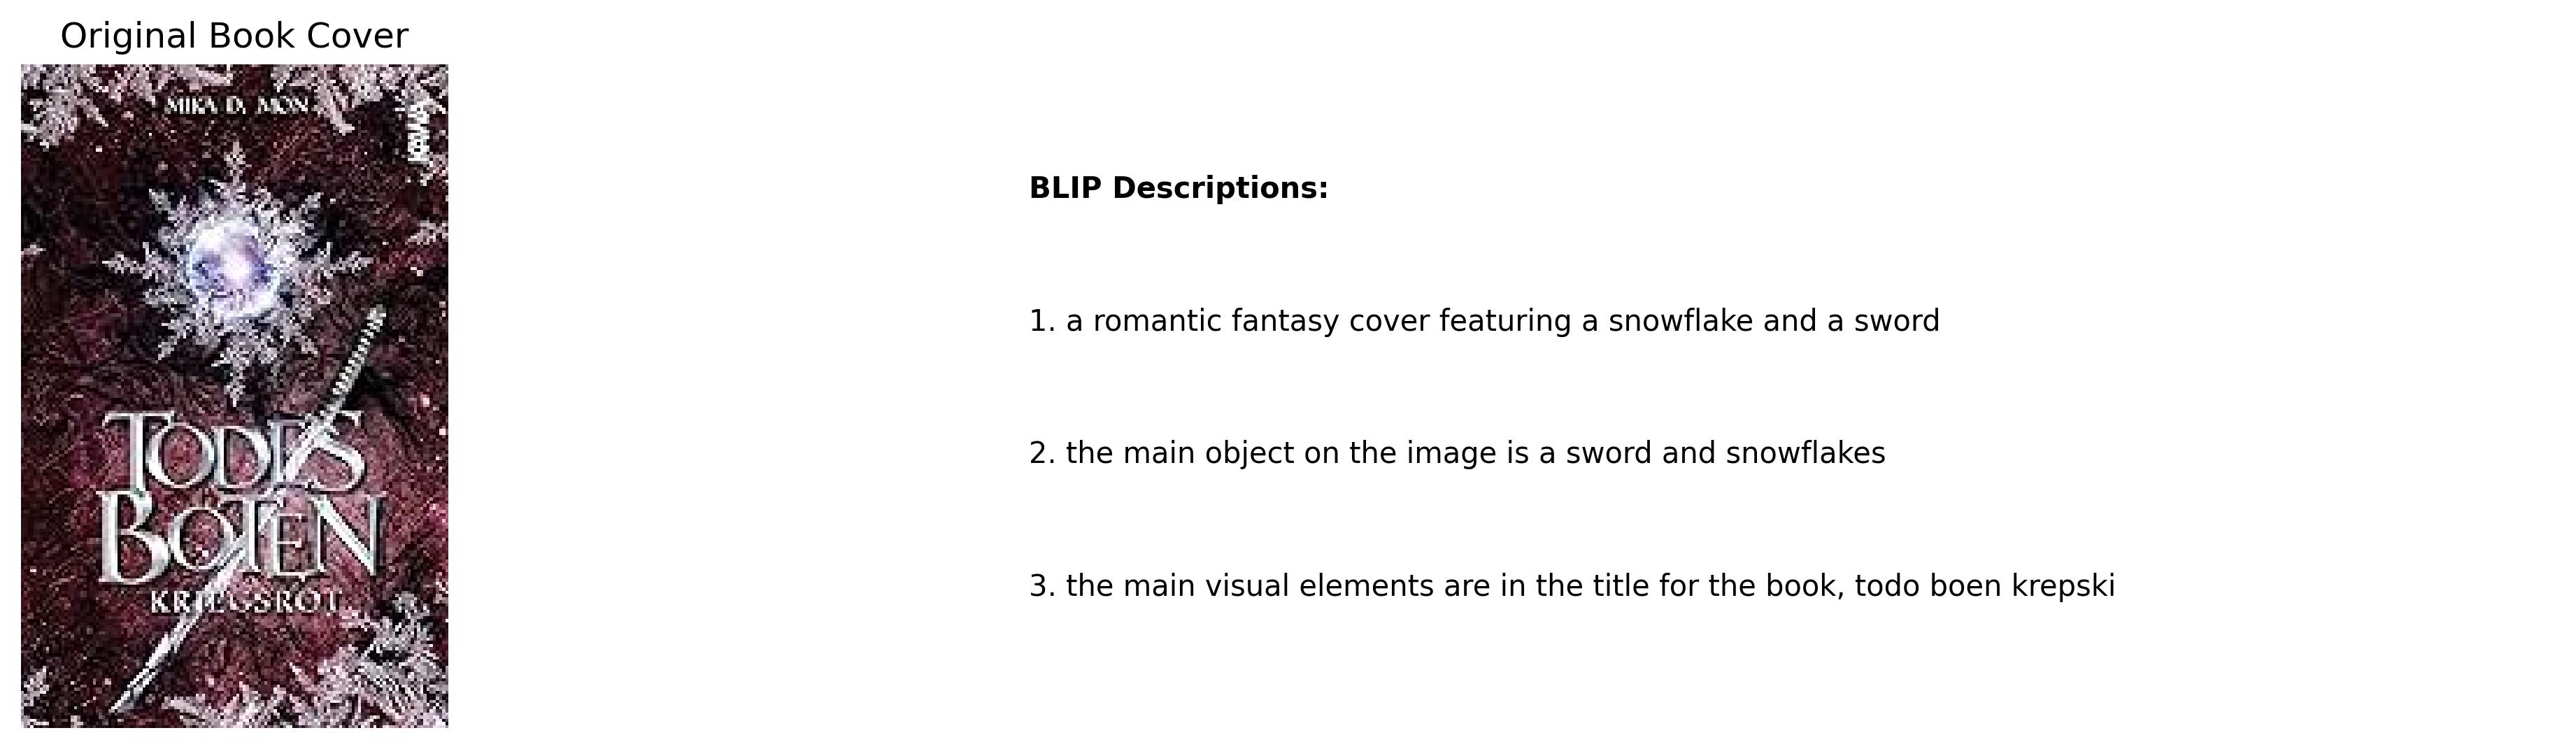 Original Book Cover
MIKA D. MON
TODES
BOTEN
KRIEGSROT
BLIP Descriptions:
1. a romantic fantasy cover featuring a snowflake and a sword
2. the main object on the image is a sword and snowflakes
3. the main visual elements are in the title for the book, todo boen krepski